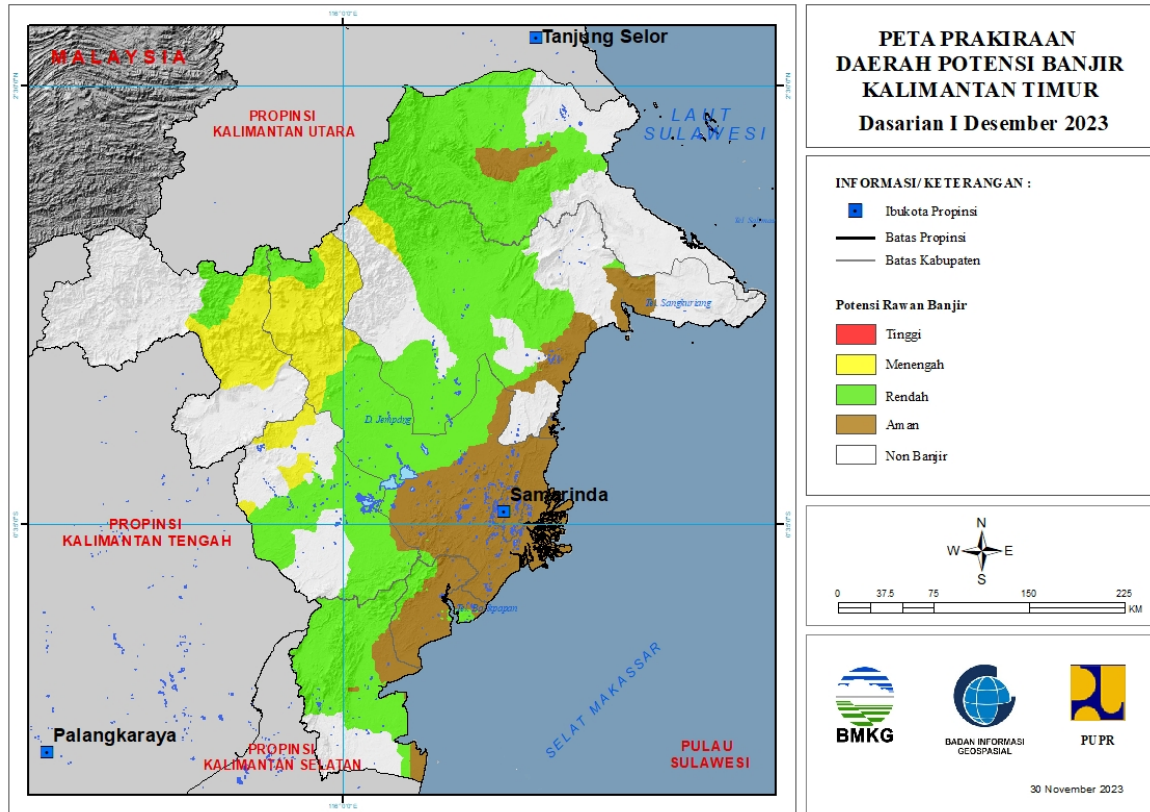 Tanjung Selor
MALAYSIA
PROPINSI
KALIMANTAN UTARA
LAUT
SULAWESI
Tel. Sangkuriang
D. Jempang
Samarinda
PROPINSI
KALIMANTAN TENGAH
SELAT MAKASSAR
Palangkaraya
PROPINSI
KALIMANTAN SELATAN
PULAU
SULAWESI
PETA PRAKIRAAN
DAERAH POTENSI BANJIR
KALIMANTAN TIMUR
Dasarian I Desember 2023
INFORMASI/ KETERANGAN :
Ibukota Propinsi
Batas Propinsi
Batas Kabupaten
Potensi Rawan Banjir
Tinggi
Menengah
Rendah
Aman
Non Banjir
N
W E
S
0 37.5 75 150 225
KM
BMKG
BADAN INFORMASI
GEOSPASIAL
PUPR
30 November 2023